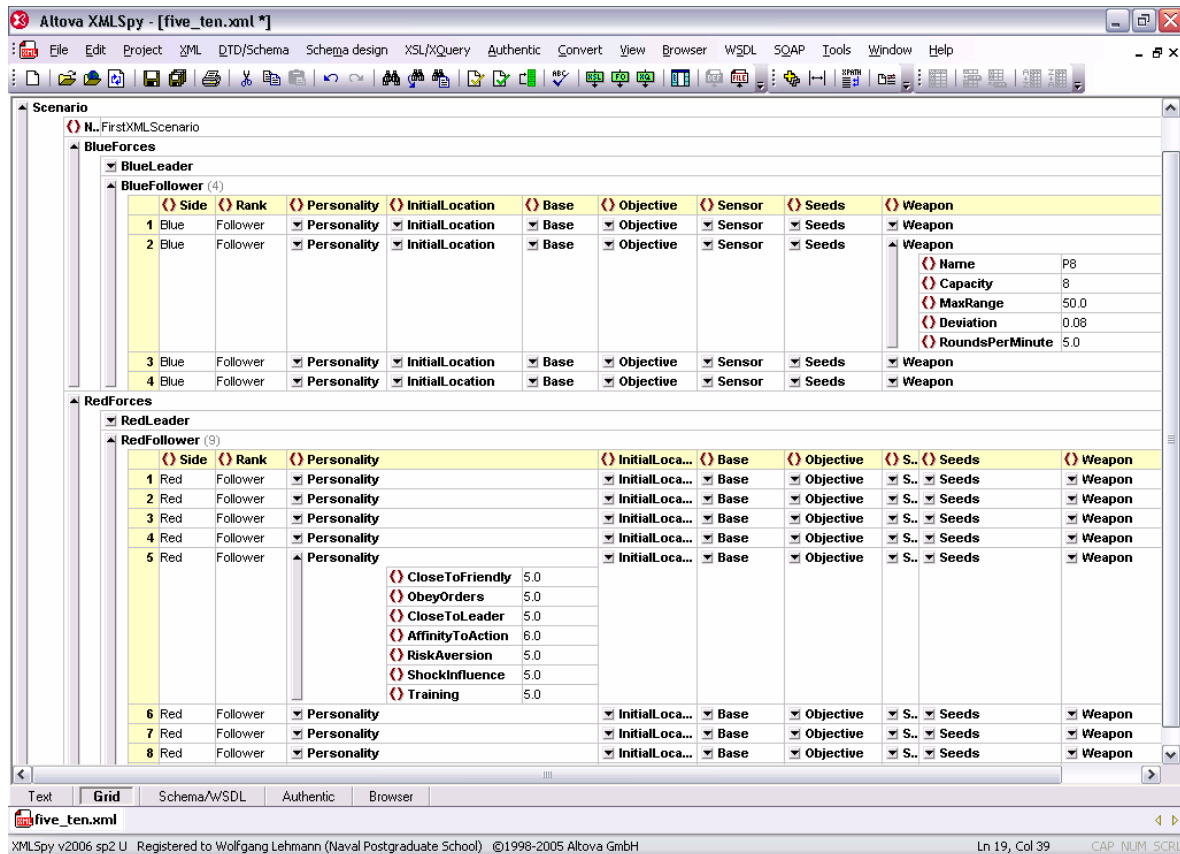 Altova XMLSpy - [five_ten.xml *]
File Edit Project XML DTD/Schema Schema design XSL/XQuery Authentic Convert View Browser WSDL SOAP Tools Window Help
Scenario
N.. FirstXMLScenario
BlueForces
BlueLeader
BlueFollower (4)
Side Rank Personality InitialLocation Base Objective Sensor Seeds Weapon
1 Blue Follower Personality InitialLocation Base Objective Sensor Seeds Weapon
2 Blue Follower Personality InitialLocation Base Objective Sensor Seeds Weapon
Name P8
Capacity 8
MaxRange 50.0
Deviation 0.08
RoundsPerMinute 5.0
3 Blue Follower Personality InitialLocation Base Objective Sensor Seeds Weapon
4 Blue Follower Personality InitialLocation Base Objective Sensor Seeds Weapon
RedForces
RedLeader
RedFollower (9)
Side Rank Personality InitialLoca... Base Objective S.. Seeds Weapon
1 Red Follower Personality InitialLoca... Base Objective S.. Seeds Weapon
2 Red Follower Personality InitialLoca... Base Objective S.. Seeds Weapon
3 Red Follower Personality InitialLoca... Base Objective S.. Seeds Weapon
4 Red Follower Personality InitialLoca... Base Objective S.. Seeds Weapon
5 Red Follower Personality InitialLoca... Base Objective S.. Seeds Weapon
CloseToFriendly 5.0
ObeyOrders 5.0
CloseToLeader 5.0
AffinityToAction 6.0
RiskAversion 5.0
ShockInfluence 5.0
Training 5.0
6 Red Follower Personality InitialLoca... Base Objective S.. Seeds Weapon
7 Red Follower Personality InitialLoca... Base Objective S.. Seeds Weapon
8 Red Follower Personality InitialLoca... Base Objective S.. Seeds Weapon
Text Grid Schema/WSDL Authentic Browser
five_ten.xml
XMLSpy v2006 sp2 U Registered to Wolfgang Lehmann (Naval Postgraduate School) ©1998-2005 Altova GmbH Ln 19, Col 39 CAP NUM SCRL